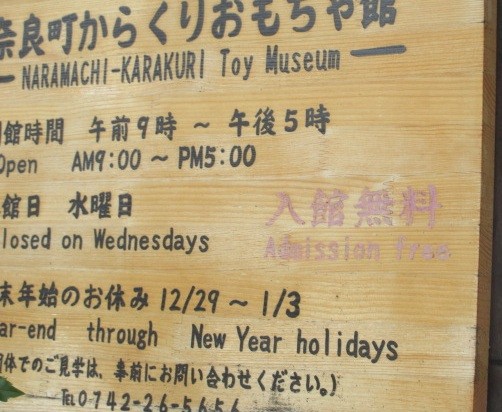 奈良町からくりおもちゃ館
NARAMACHI-KARAKURI Toy Museum
館時間 午前9時 ~ 午後5時
Open AM9:00 ~ PM5:00
館日 水曜日
losed on Wednesdays
入館無料
Admission free
末年始のお休み 12/29 ~ 1/3
ar-end through New Year holidays
体でのご見学は、事前にお問い合わせください。)
TEL0742-26-5656